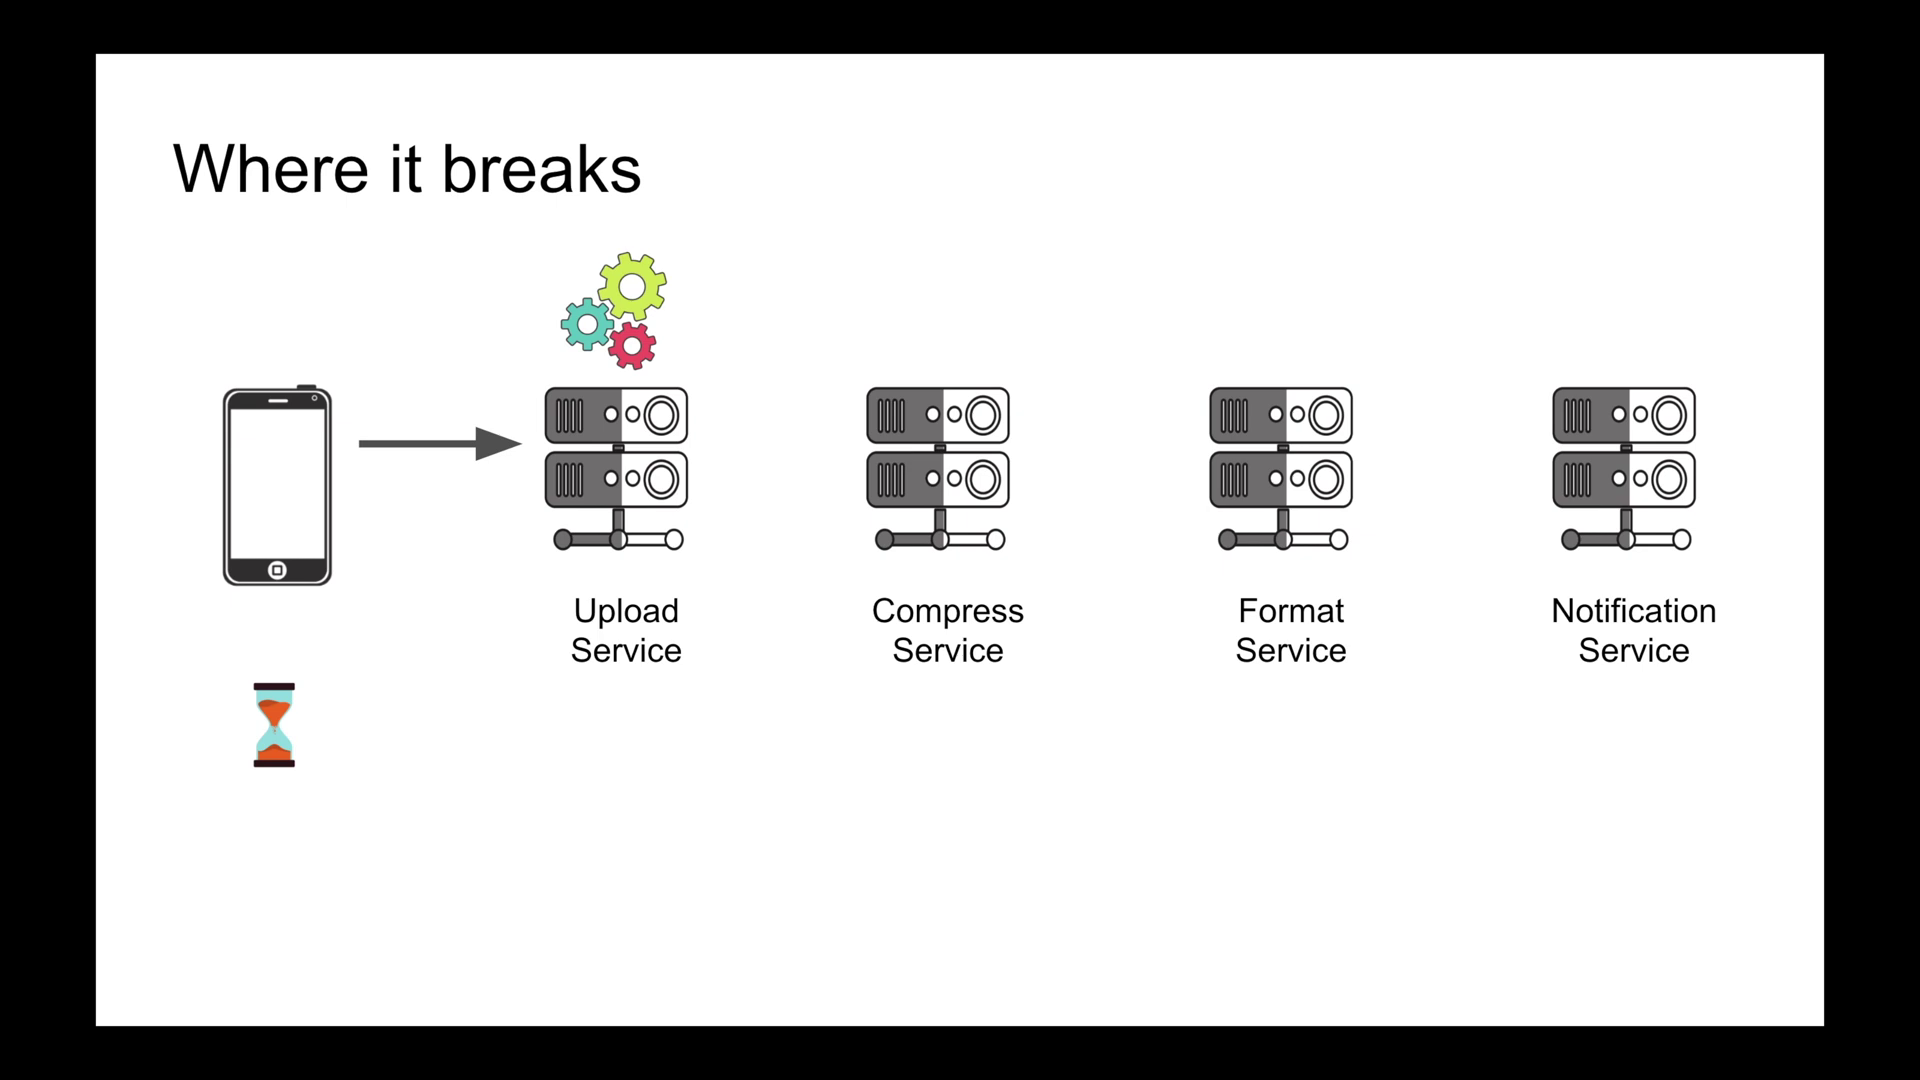 Where it breaks
Upload
Service
Compress
Service
Format
Service
Notification
Service